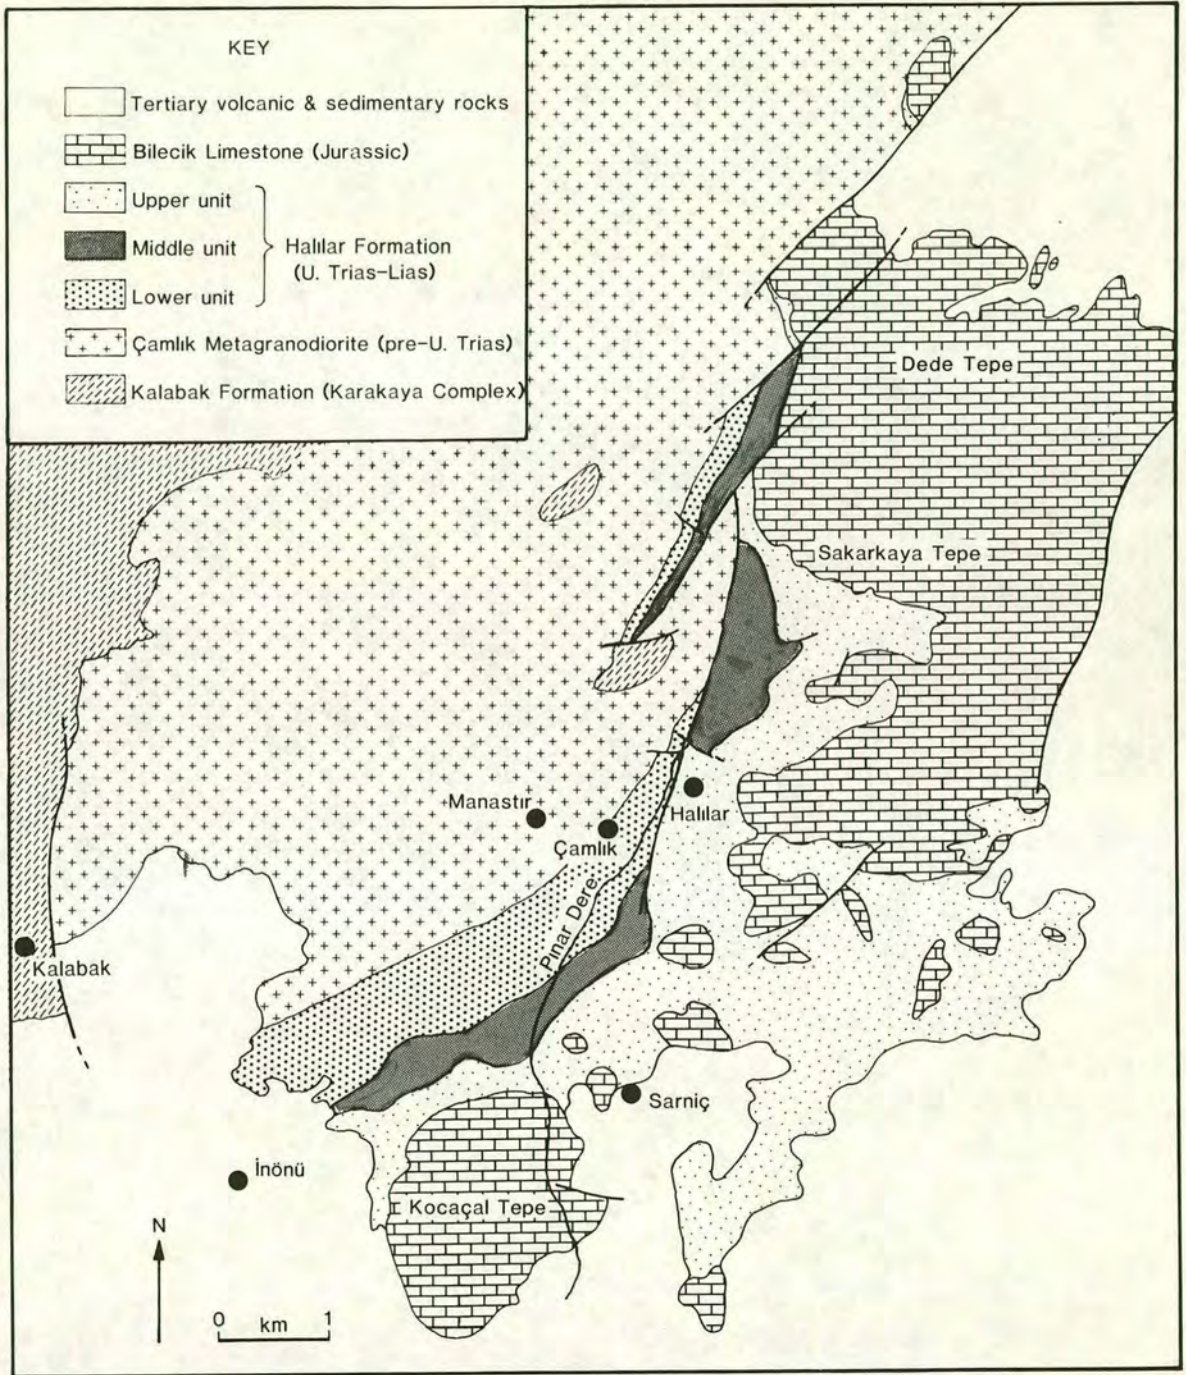 KEY
Tertiary volcanic & sedimentary rocks
Bilecik Limestone (Jurassic)
Upper unit
Middle unit
Lower unit
Halılar Formation
(U. Trias-Lias)
Çamlık Metagranodiorite (pre-U. Trias)
Kalabak Formation (Karakaya Complex)
Dede Tepe
Sakarkaya Tepe
Manastır
Halılar
Çamlık
Pınar Dere
Kalabak
Sarniç
İnönü
Kocaçal Tepe
N
0 1
km